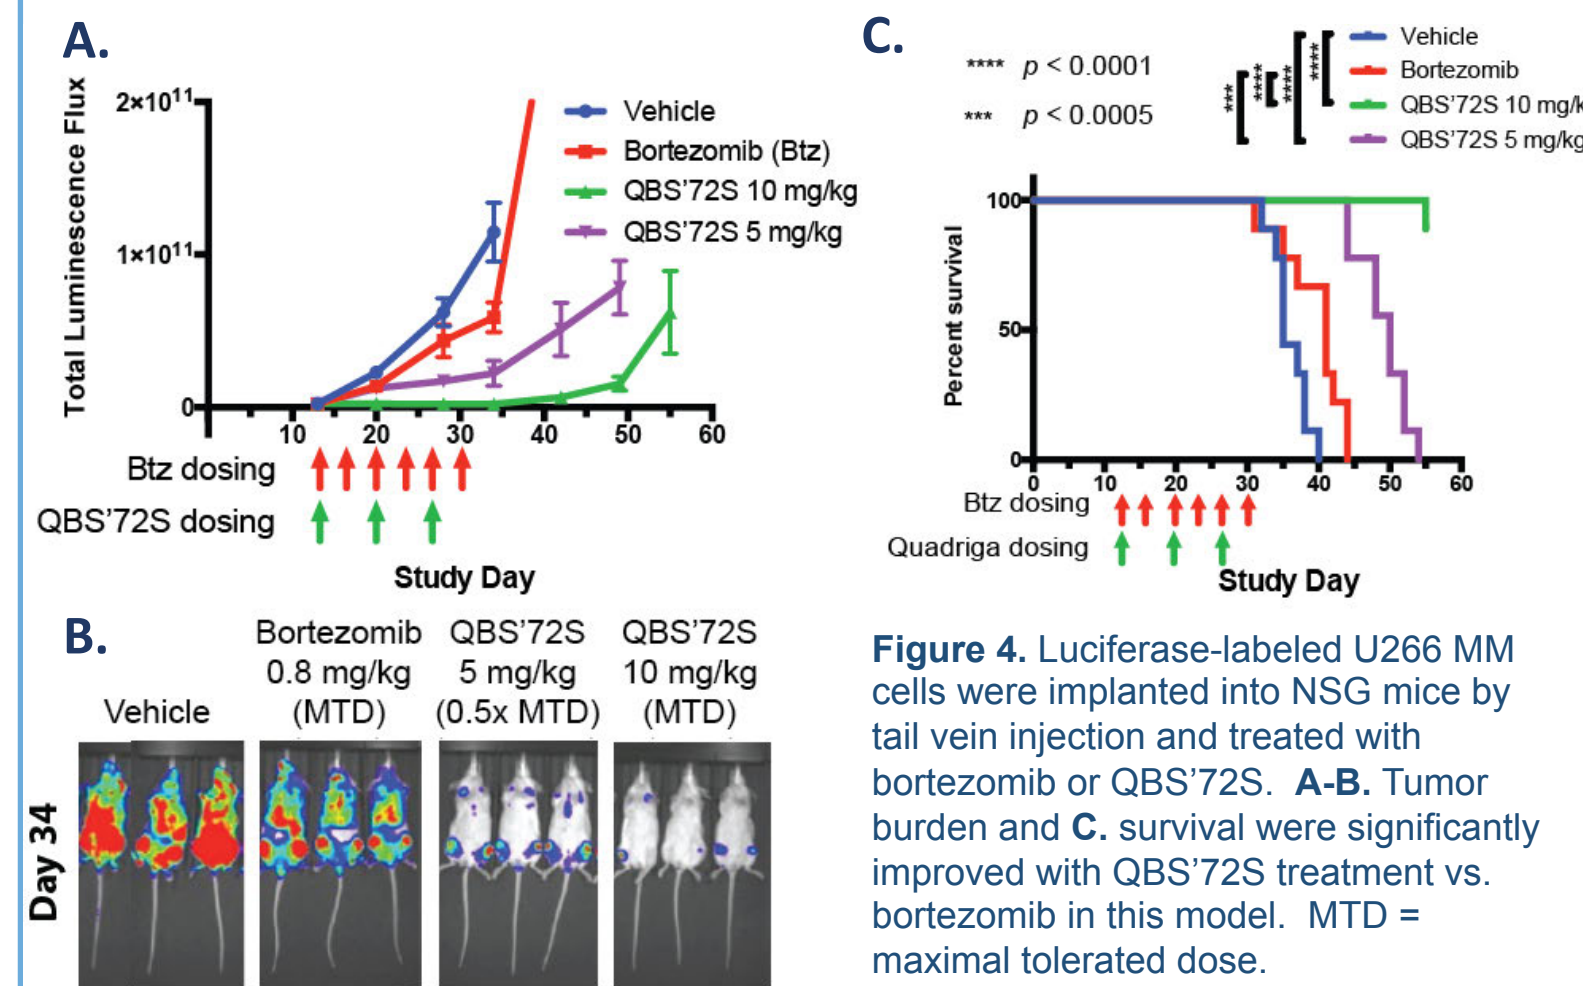 A.
Total Luminescence Flux
2×10¹¹
1×10¹¹
0
10 20 30 40 50 60
Vehicle
Bortezomib (Btz)
QBS'72S 10 mg/kg
QBS'72S 5 mg/kg
Btz dosing
QBS'72S dosing
Study Day
C.
**** p < 0.0001
*** p < 0.0005
*** **** **** ****
Vehicle
Bortezomib
QBS'72S 10 mg/k
QBS'72S 5 mg/kg
Percent survival
100
50
0
0 10 20 30 40 50 60
Btz dosing
Quadriga dosing
Study Day
B.
Vehicle
Bortezomib
0.8 mg/kg
(MTD)
QBS'72S
5 mg/kg
(0.5x MTD)
QBS'72S
10 mg/kg
(MTD)
Day 34
Figure 4. Luciferase-labeled U266 MM
cells were implanted into NSG mice by
tail vein injection and treated with
bortezomib or QBS'72S. A-B. Tumor
burden and C. survival were significantly
improved with QBS'72S treatment vs.
bortezomib in this model. MTD =
maximal tolerated dose.